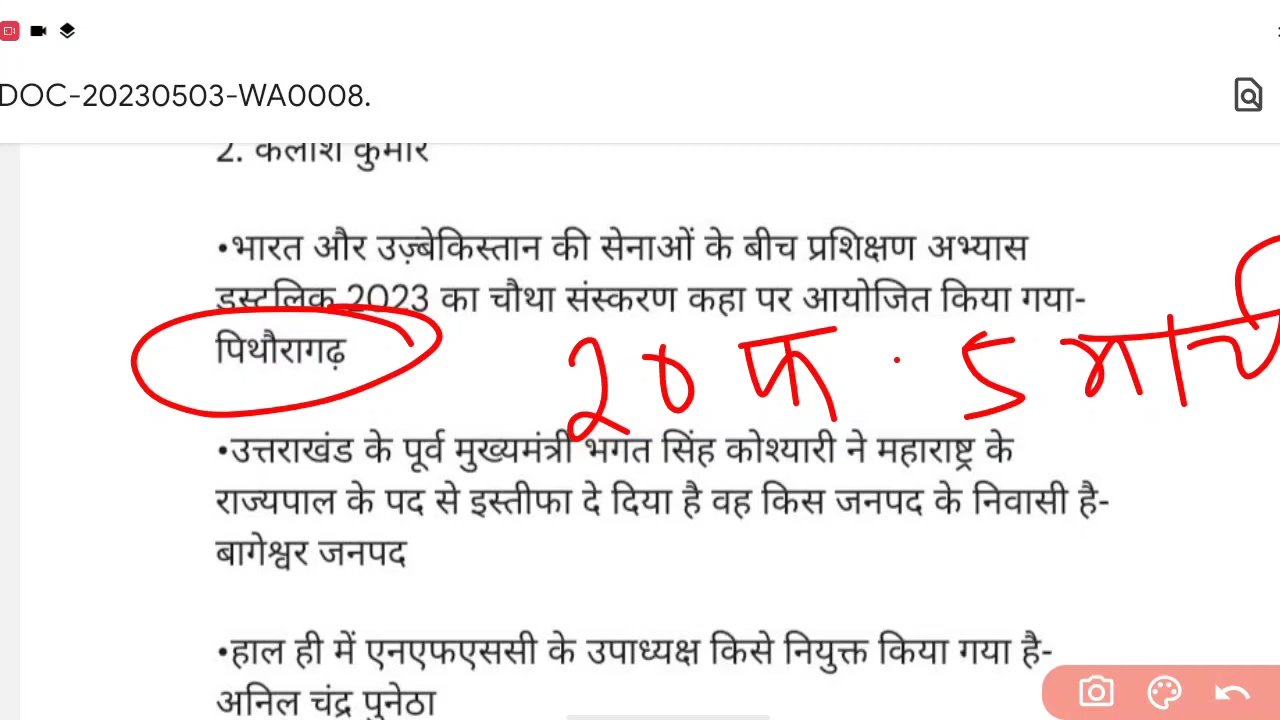 DOC-20230503-WA0008.
2. कैलाश कुमार
•भारत और उज़्बेकिस्तान की सेनाओं के बीच प्रशिक्षण अभ्यास
डस्टलिक 2023 का चौथा संस्करण कहा पर आयोजित किया गया-
पिथौरागढ़
20 फ . 5 मार्च
•उत्तराखंड के पूर्व मुख्यमंत्री भगत सिंह कोश्यारी ने महाराष्ट्र के
राज्यपाल के पद से इस्तीफा दे दिया है वह किस जनपद के निवासी है-
बागेश्वर जनपद
•हाल ही में एनएफएससी के उपाध्यक्ष किसे नियुक्त किया गया है-
अनिल चंद्र पुनेठा